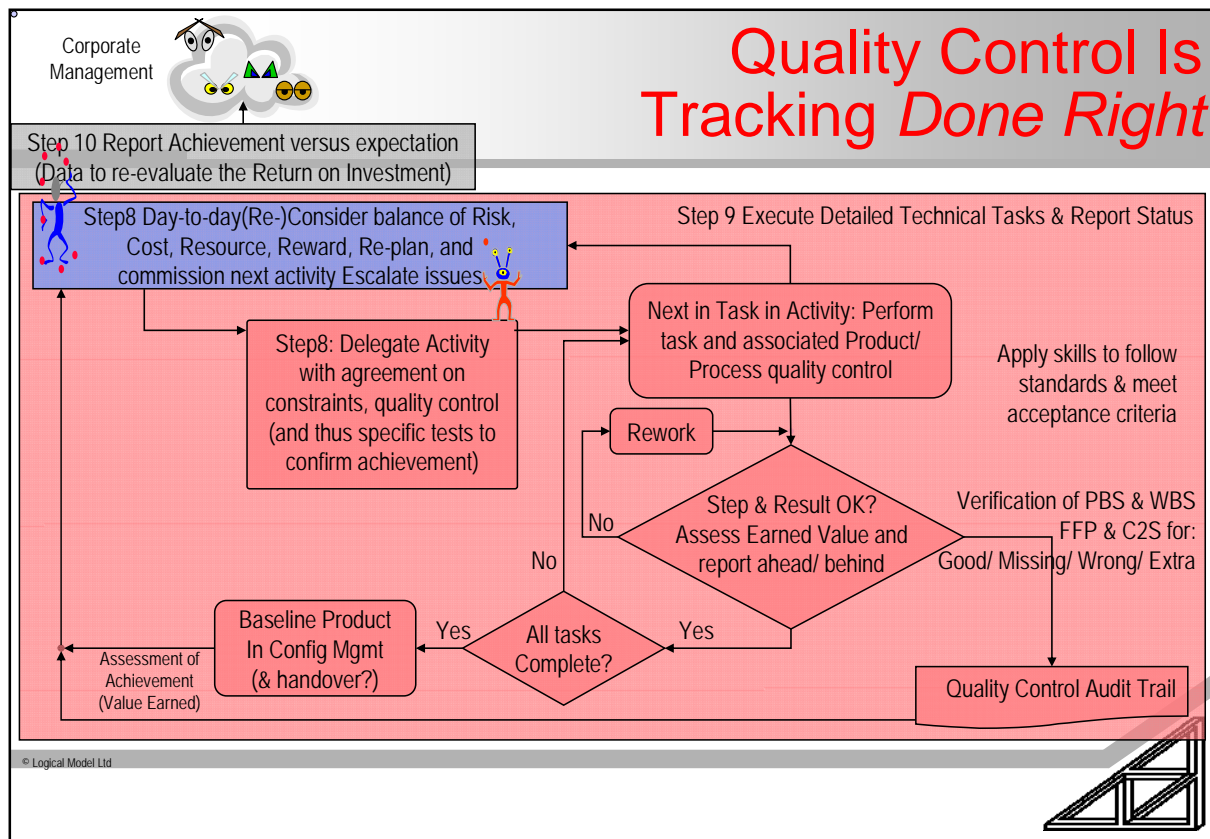 Corporate
Management
Quality Control Is
Tracking Done Right
Step 10 Report Achievement versus expectation
(Data to re-evaluate the Return on Investment)
Step8 Day-to-day(Re-)Consider balance of Risk,
Cost, Resource, Reward, Re-plan, and
commission next activity Escalate issues
Step 9 Execute Detailed Technical Tasks & Report Status
Next in Task in Activity: Perform
task and associated Product/
Process quality control
Step8: Delegate Activity
with agreement on
constraints, quality control
(and thus specific tests to
confirm achievement)
Apply skills to follow
standards & meet
acceptance criteria
Rework
Step & Result OK?
Assess Earned Value and
report ahead/ behind
No
Verification of PBS & WBS
FFP & C2S for:
Good/ Missing/ Wrong/ Extra
No
Baseline Product
In Config Mgmt
(& handover?)
Yes
All tasks
Complete?
Yes
Assessment of
Achievement
(Value Earned)
Quality Control Audit Trail
© Logical Model Ltd